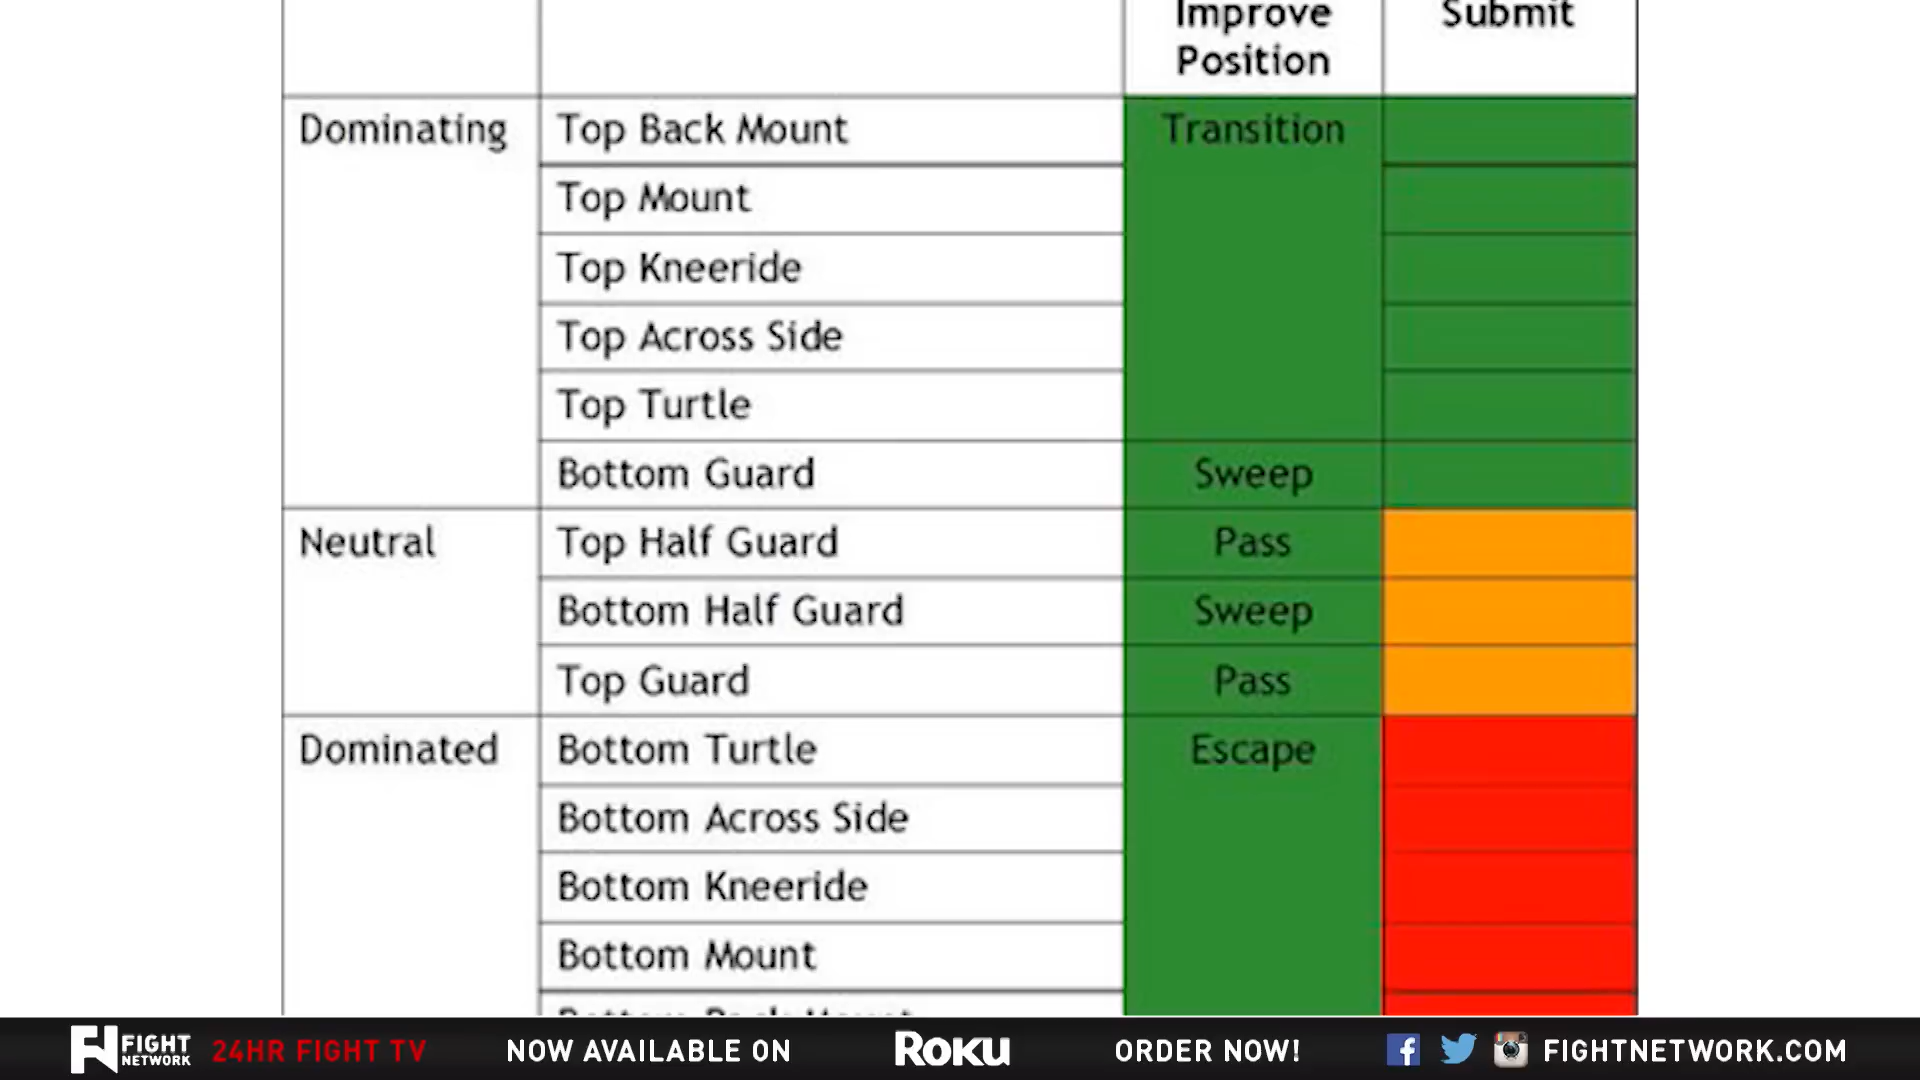 Improve Submit
Position
Dominating Top Back Mount Transition
Top Mount
Top Kneeride
Top Across Side
Top Turtle
Bottom Guard Sweep
Neutral Top Half Guard Pass
Bottom Half Guard Sweep
Top Guard Pass
Dominated Bottom Turtle Escape
Bottom Across Side
Bottom Kneeride
Bottom Mount
FN FIGHT NETWORK 24HR FIGHT TV NOW AVAILABLE ON ROKU ORDER NOW! FIGHTNETWORK.COM